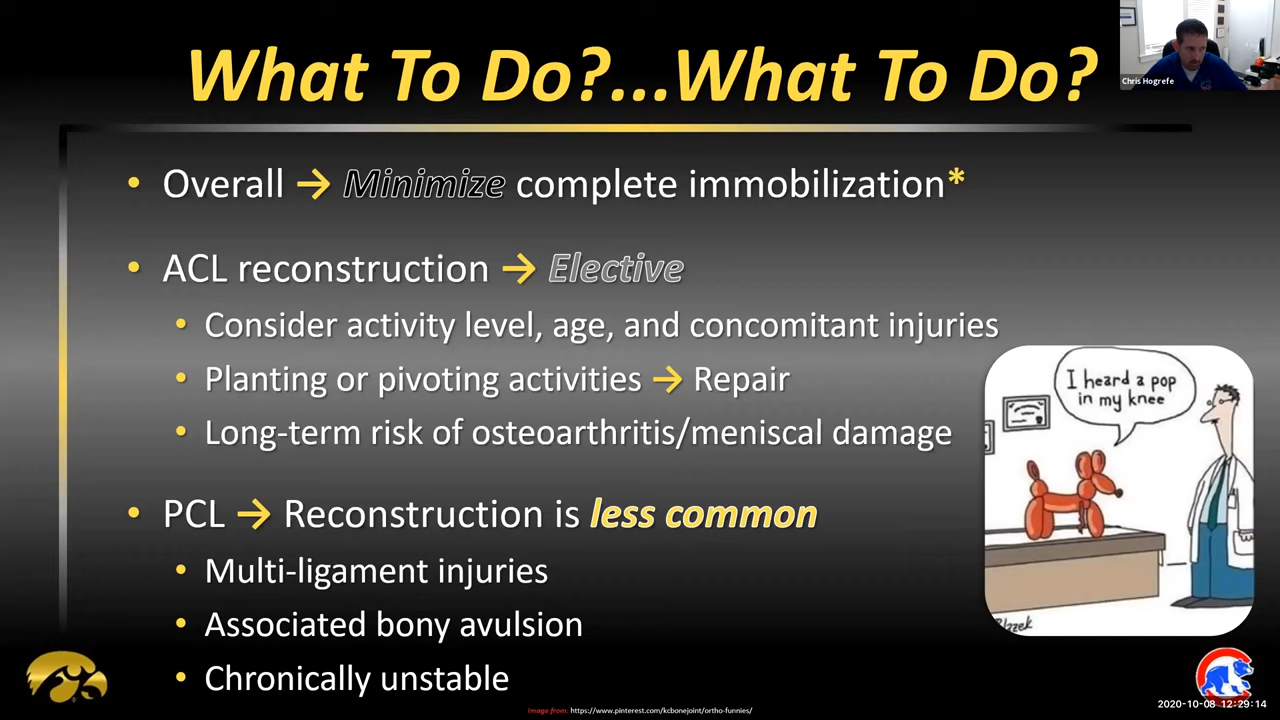 What To Do?...What To Do?
Chris Hogrefe
• Overall → Minimize complete immobilization*
• ACL reconstruction → Elective
• Consider activity level, age, and concomitant injuries
• Planting or pivoting activities → Repair
• Long-term risk of osteoarthritis/meniscal damage
I heard a pop
in my knee
• PCL → Reconstruction is less common
• Multi-ligament injuries
• Associated bony avulsion
• Chronically unstable
Blazek
2020-10-08 12:29:14
Image from: https://www.pinterest.com/kcbonejoint/ortho-funnies/